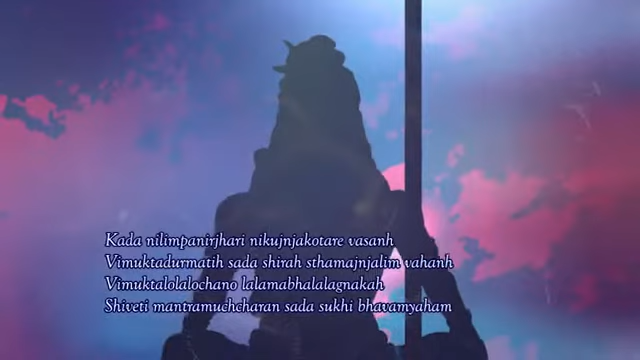 Kada nilimpanirjhari nikujnjakotare vasanh
Vimuktadurmatih sada shirah sthamajnjalim vahanh
Vimuktalolalochano lalamabhalalagnakah
Shiveti mantramuchcharan sada sukhi bhavamyaham